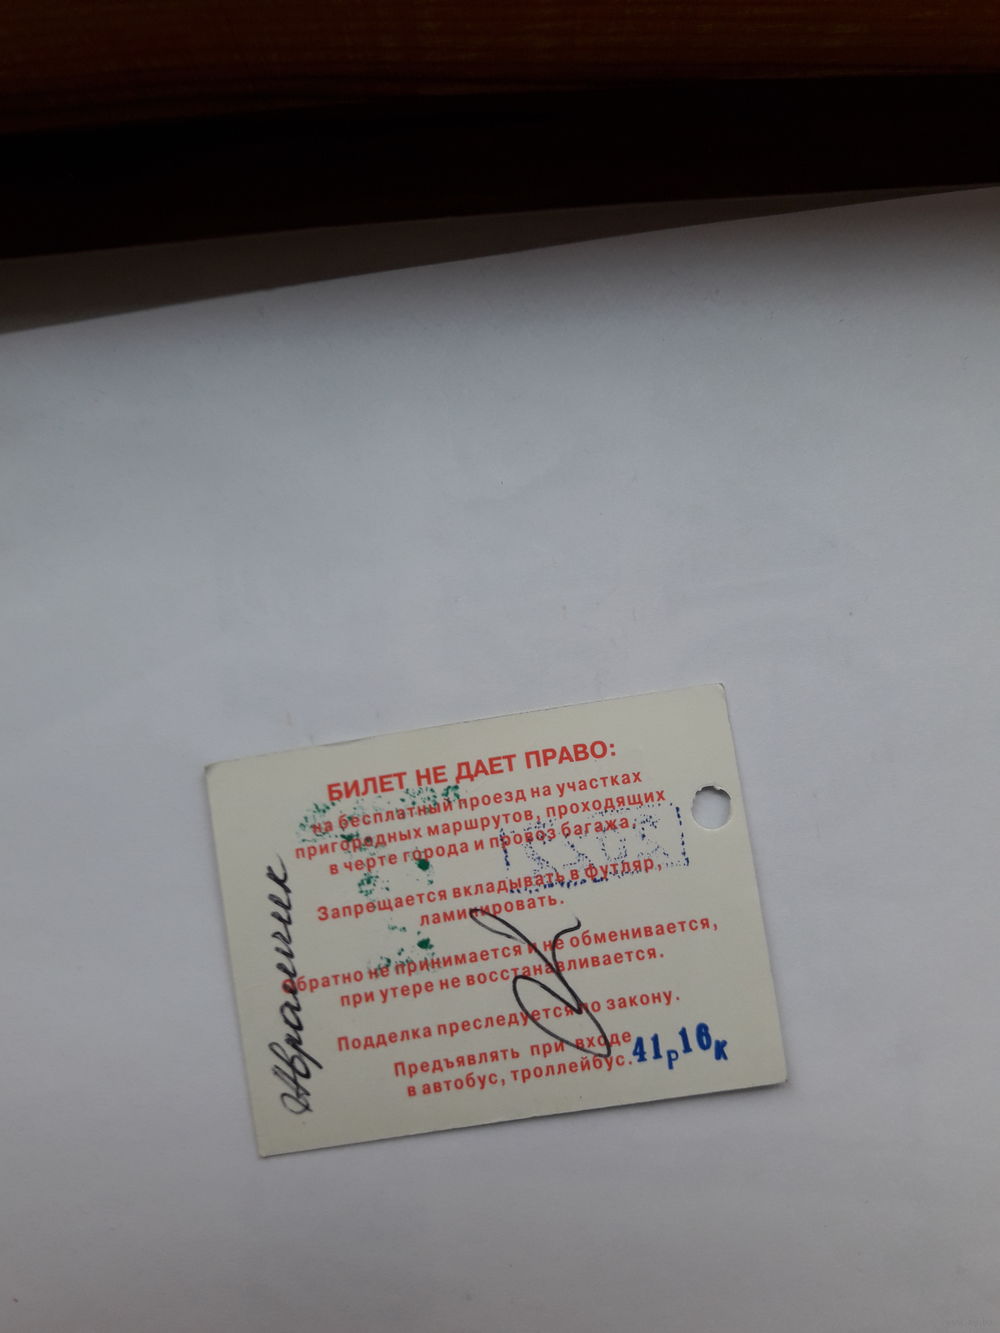 БИЛЕТ НЕ ДАЕТ ПРАВО:
на бесплатный проезд на участках
пригородных маршрутов, проходящих
в черте города и провоз багажа.
Запрещается вкладывать в футляр,
ламинировать.
Обратно не принимается и не обменивается,
при утере не восстанавливается.
Подделка преследуется по закону.
Предъявлять при входе
в автобус, троллейбус.
41р16к